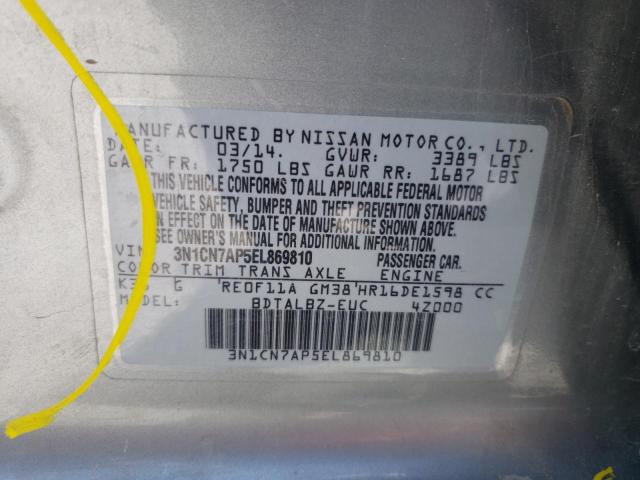 MANUFACTURED BY NISSAN MOTOR CO., LTD.
DATE: 03/14. GVWR: 3389 LBS
GAWR FR: 1750 LBS GAWR RR: 1687 LBS
THIS VEHICLE CONFORMS TO ALL APPLICABLE FEDERAL MOTOR
VEHICLE SAFETY, BUMPER AND THEFT PREVENTION STANDARDS
IN EFFECT ON THE DATE OF MANUFACTURE SHOWN ABOVE.
SEE OWNER'S MANUAL FOR ADDITIONAL INFORMATION.
VIN: 3N1CN7AP5EL869810 PASSENGER CAR.
COLOR TRIM TRANS AXLE ENGINE
G RE0F11A GM38 HR16DE1598 CC
MODEL: BDTALBZ-EUC 4Z000
3N1CN7AP5EL869810